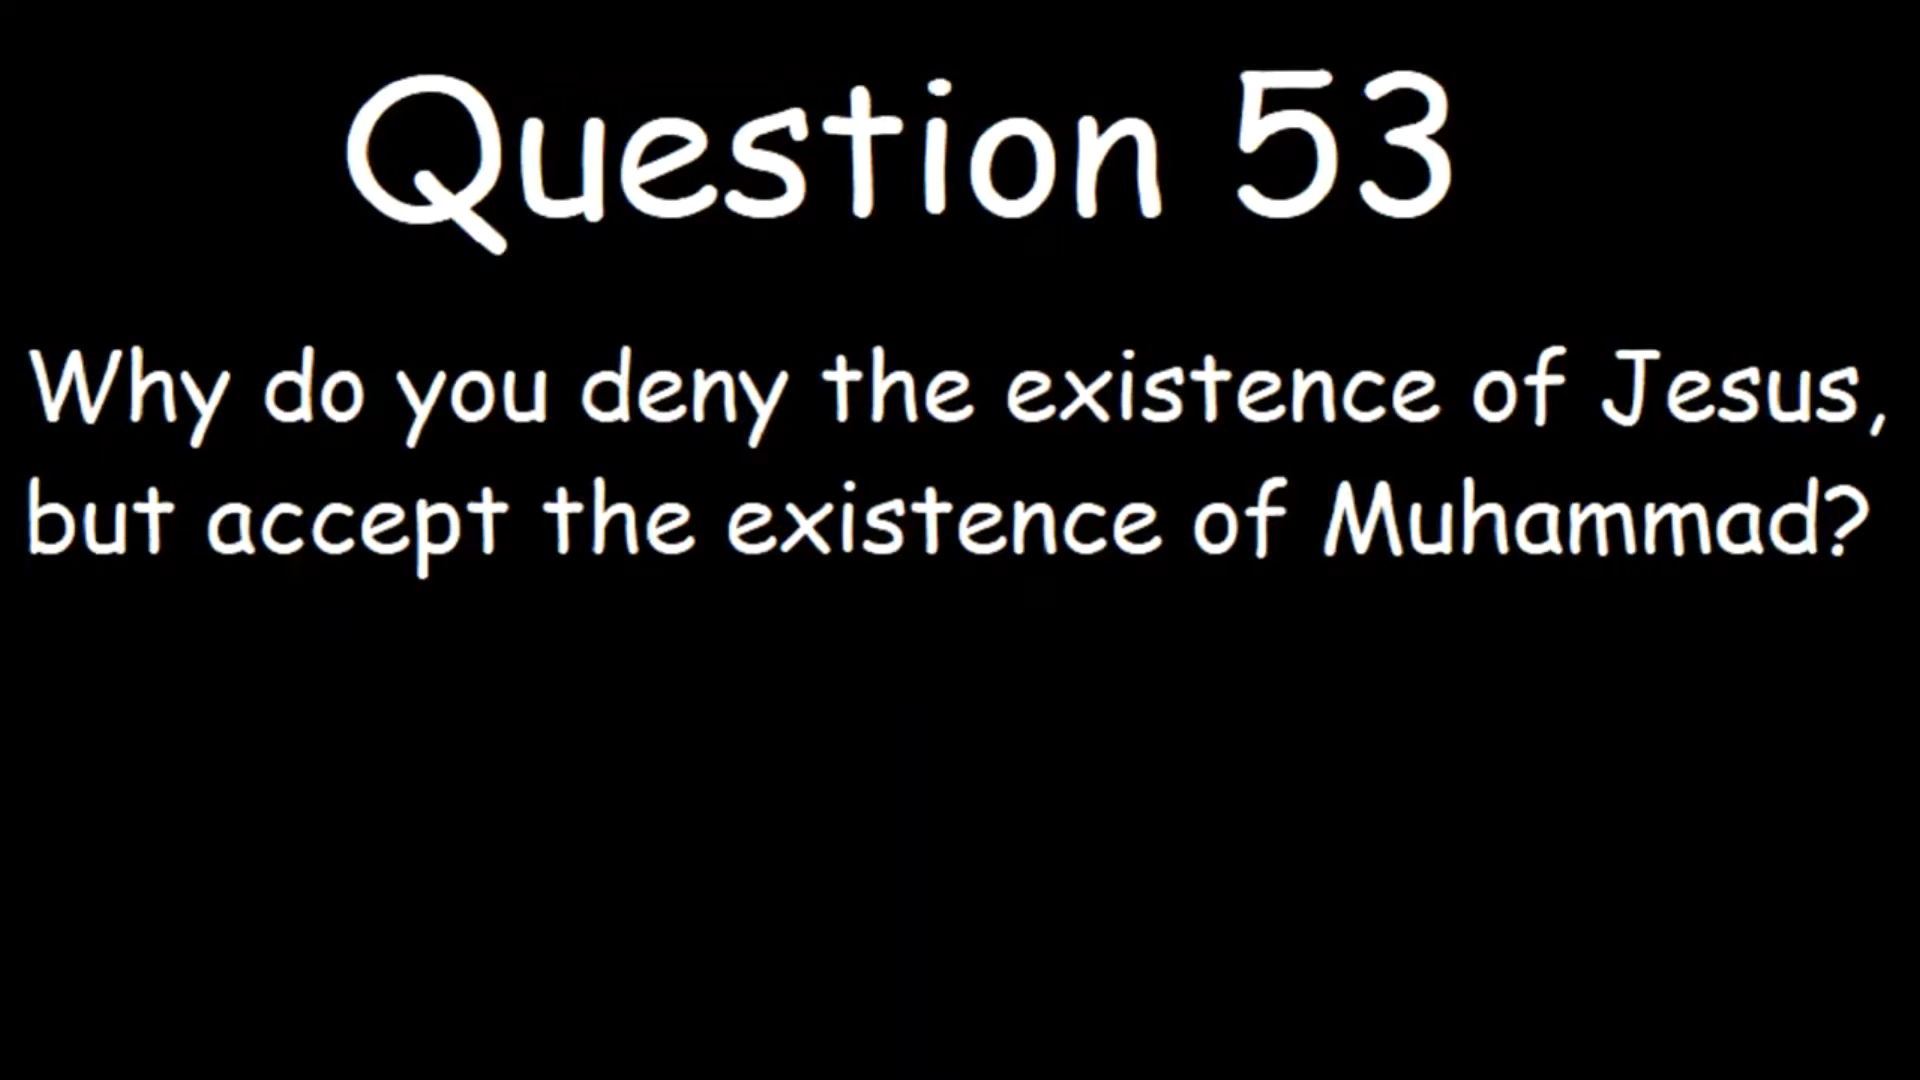 Question 53
Why do you deny the existence of Jesus,
but accept the existence of Muhammad?